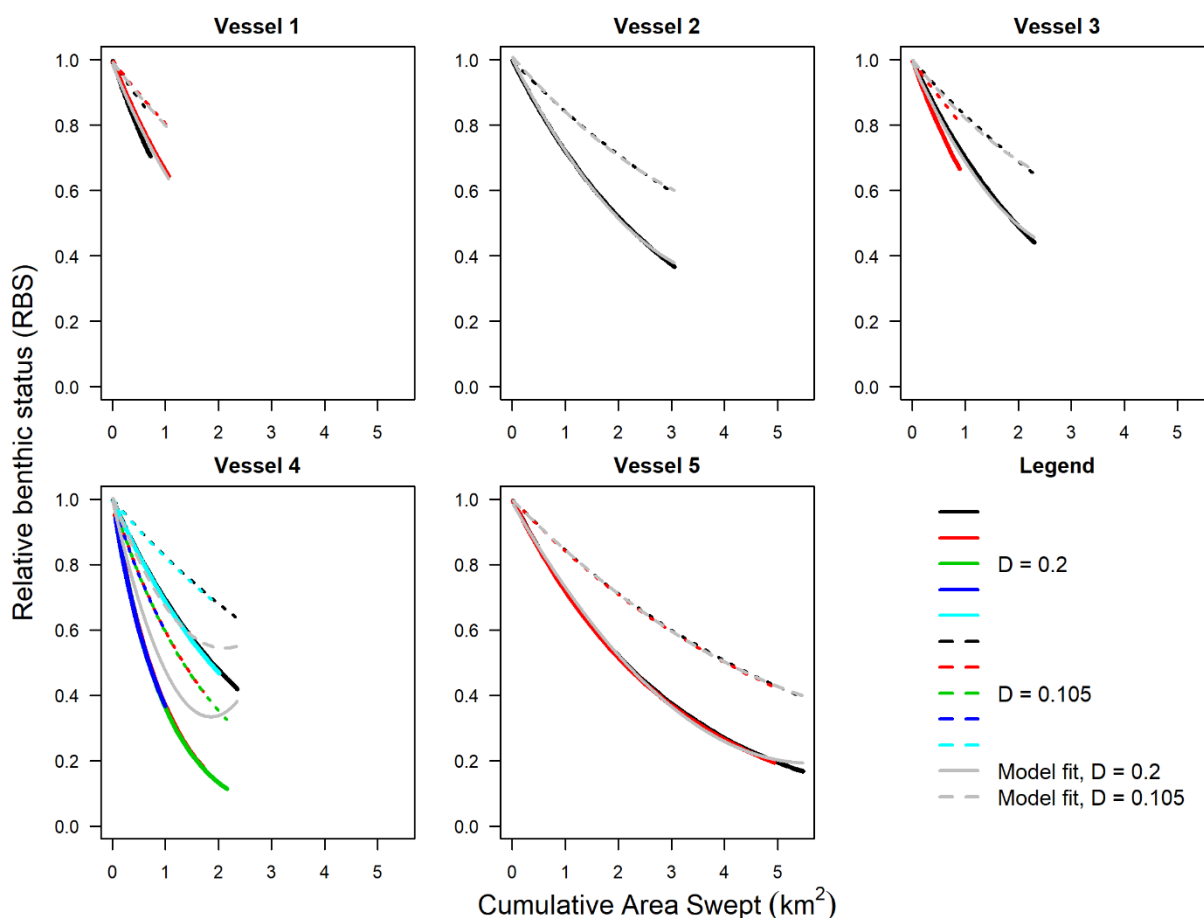 Vessel 1
Vessel 2
Vessel 3
1.0
0.8
0.6
0.4
0.2
0.0
0 1 2 3 4 5
1.0
0.8
0.6
0.4
0.2
0.0
0 1 2 3 4 5
1.0
0.8
0.6
0.4
0.2
0.0
0 1 2 3 4 5
Relative benthic status (RBS)
Vessel 4
Vessel 5
Legend
1.0
0.8
0.6
0.4
0.2
0.0
0 1 2 3 4 5
1.0
0.8
0.6
0.4
0.2
0.0
0 1 2 3 4 5
D = 0.2
D = 0.105
Model fit, D = 0.2
Model fit, D = 0.105
Cumulative Area Swept (km²)